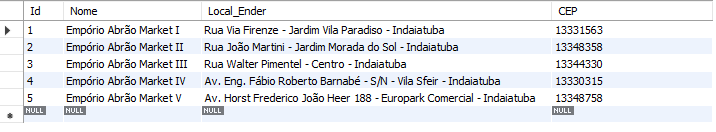 Id Nome Local_Ender CEP
1 Empório Abrão Market I Rua Via Firenze - Jardim Vila Paradiso - Indaiatuba 13331563
2 Empório Abrão Market II Rua João Martini - Jardim Morada do Sol - Indaiatuba 13348358
3 Empório Abrão Market III Rua Walter Pimentel - Centro - Indaiatuba 13344330
4 Empório Abrão Market IV Av. Eng. Fábio Roberto Barnabé - S/N - Vila Sfeir - Indaiatuba 13330315
5 Empório Abrão Market V Av. Horst Frederico João Heer 188 - Europark Comercial - Indaiatuba 13348758
NULL NULL NULL NULL